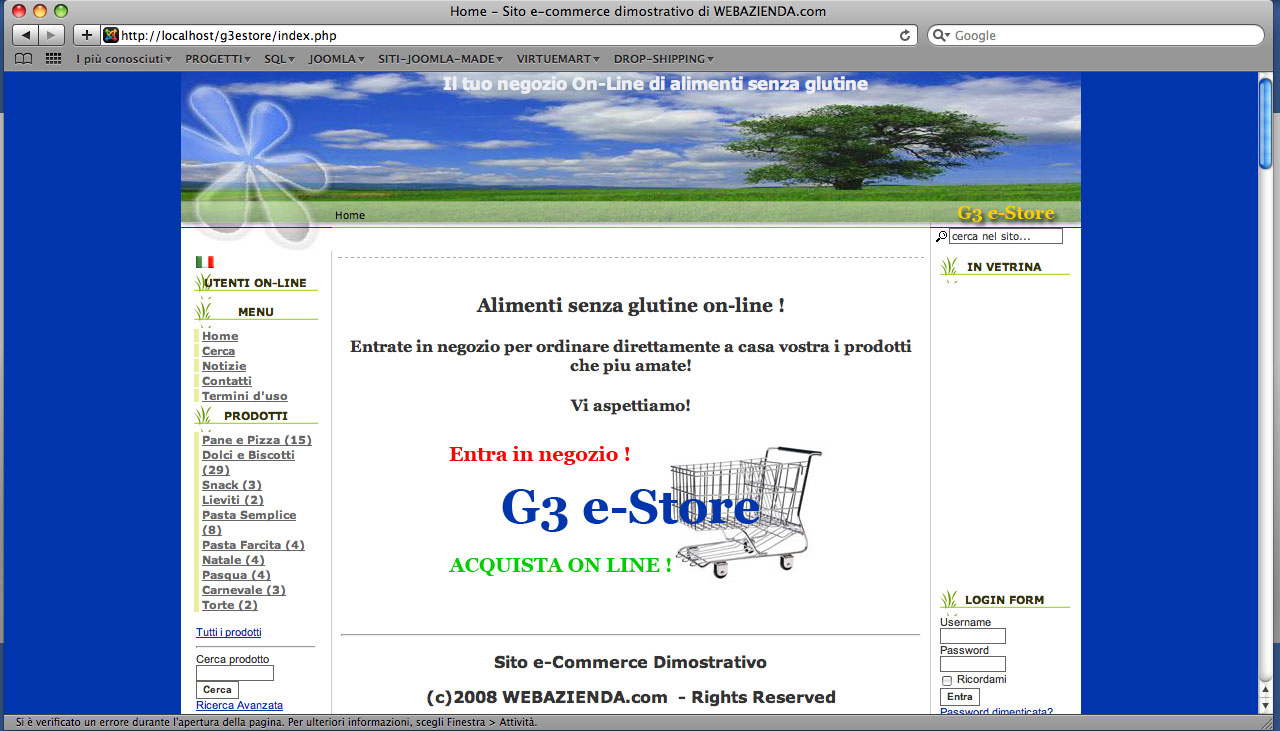 Home – Sito e-commerce dimostrativo di WEBAZIENDA.com
http://localhost/g3estore/index.php
Google
I più conosciuti PROGETTI SQL JOOMLA SITI-JOOMLA-MADE VIRTUEMART DROP-SHIPPING
Il tuo negozio On-Line di alimenti senza glutine
Home
G3 e-Store
cerca nel sito...
UTENTI ON-LINE
MENU
Home
Cerca
Notizie
Contatti
Termini d'uso
PRODOTTI
Pane e Pizza (15)
Dolci e Biscotti
(29)
Snack (3)
Lieviti (2)
Pasta Semplice
(8)
Pasta Farcita (4)
Natale (4)
Pasqua (4)
Carnevale (3)
Torte (2)
Tutti i prodotti
Cerca prodotto
Cerca
Ricerca Avanzata
Alimenti senza glutine on-line !
Entrate in negozio per ordinare direttamente a casa vostra i prodotti
che piu amate!
Vi aspettiamo!
Entra in negozio !
G3 e-Store
ACQUISTA ON LINE !
Sito e-Commerce Dimostrativo
(c)2008 WEBAZIENDA.com - Rights Reserved
IN VETRINA
LOGIN FORM
Username
Password
Ricordami
Entra
Password dimenticata?
Si è verificato un errore durante l'apertura della pagina. Per ulteriori informazioni, scegli Finestra > Attività.